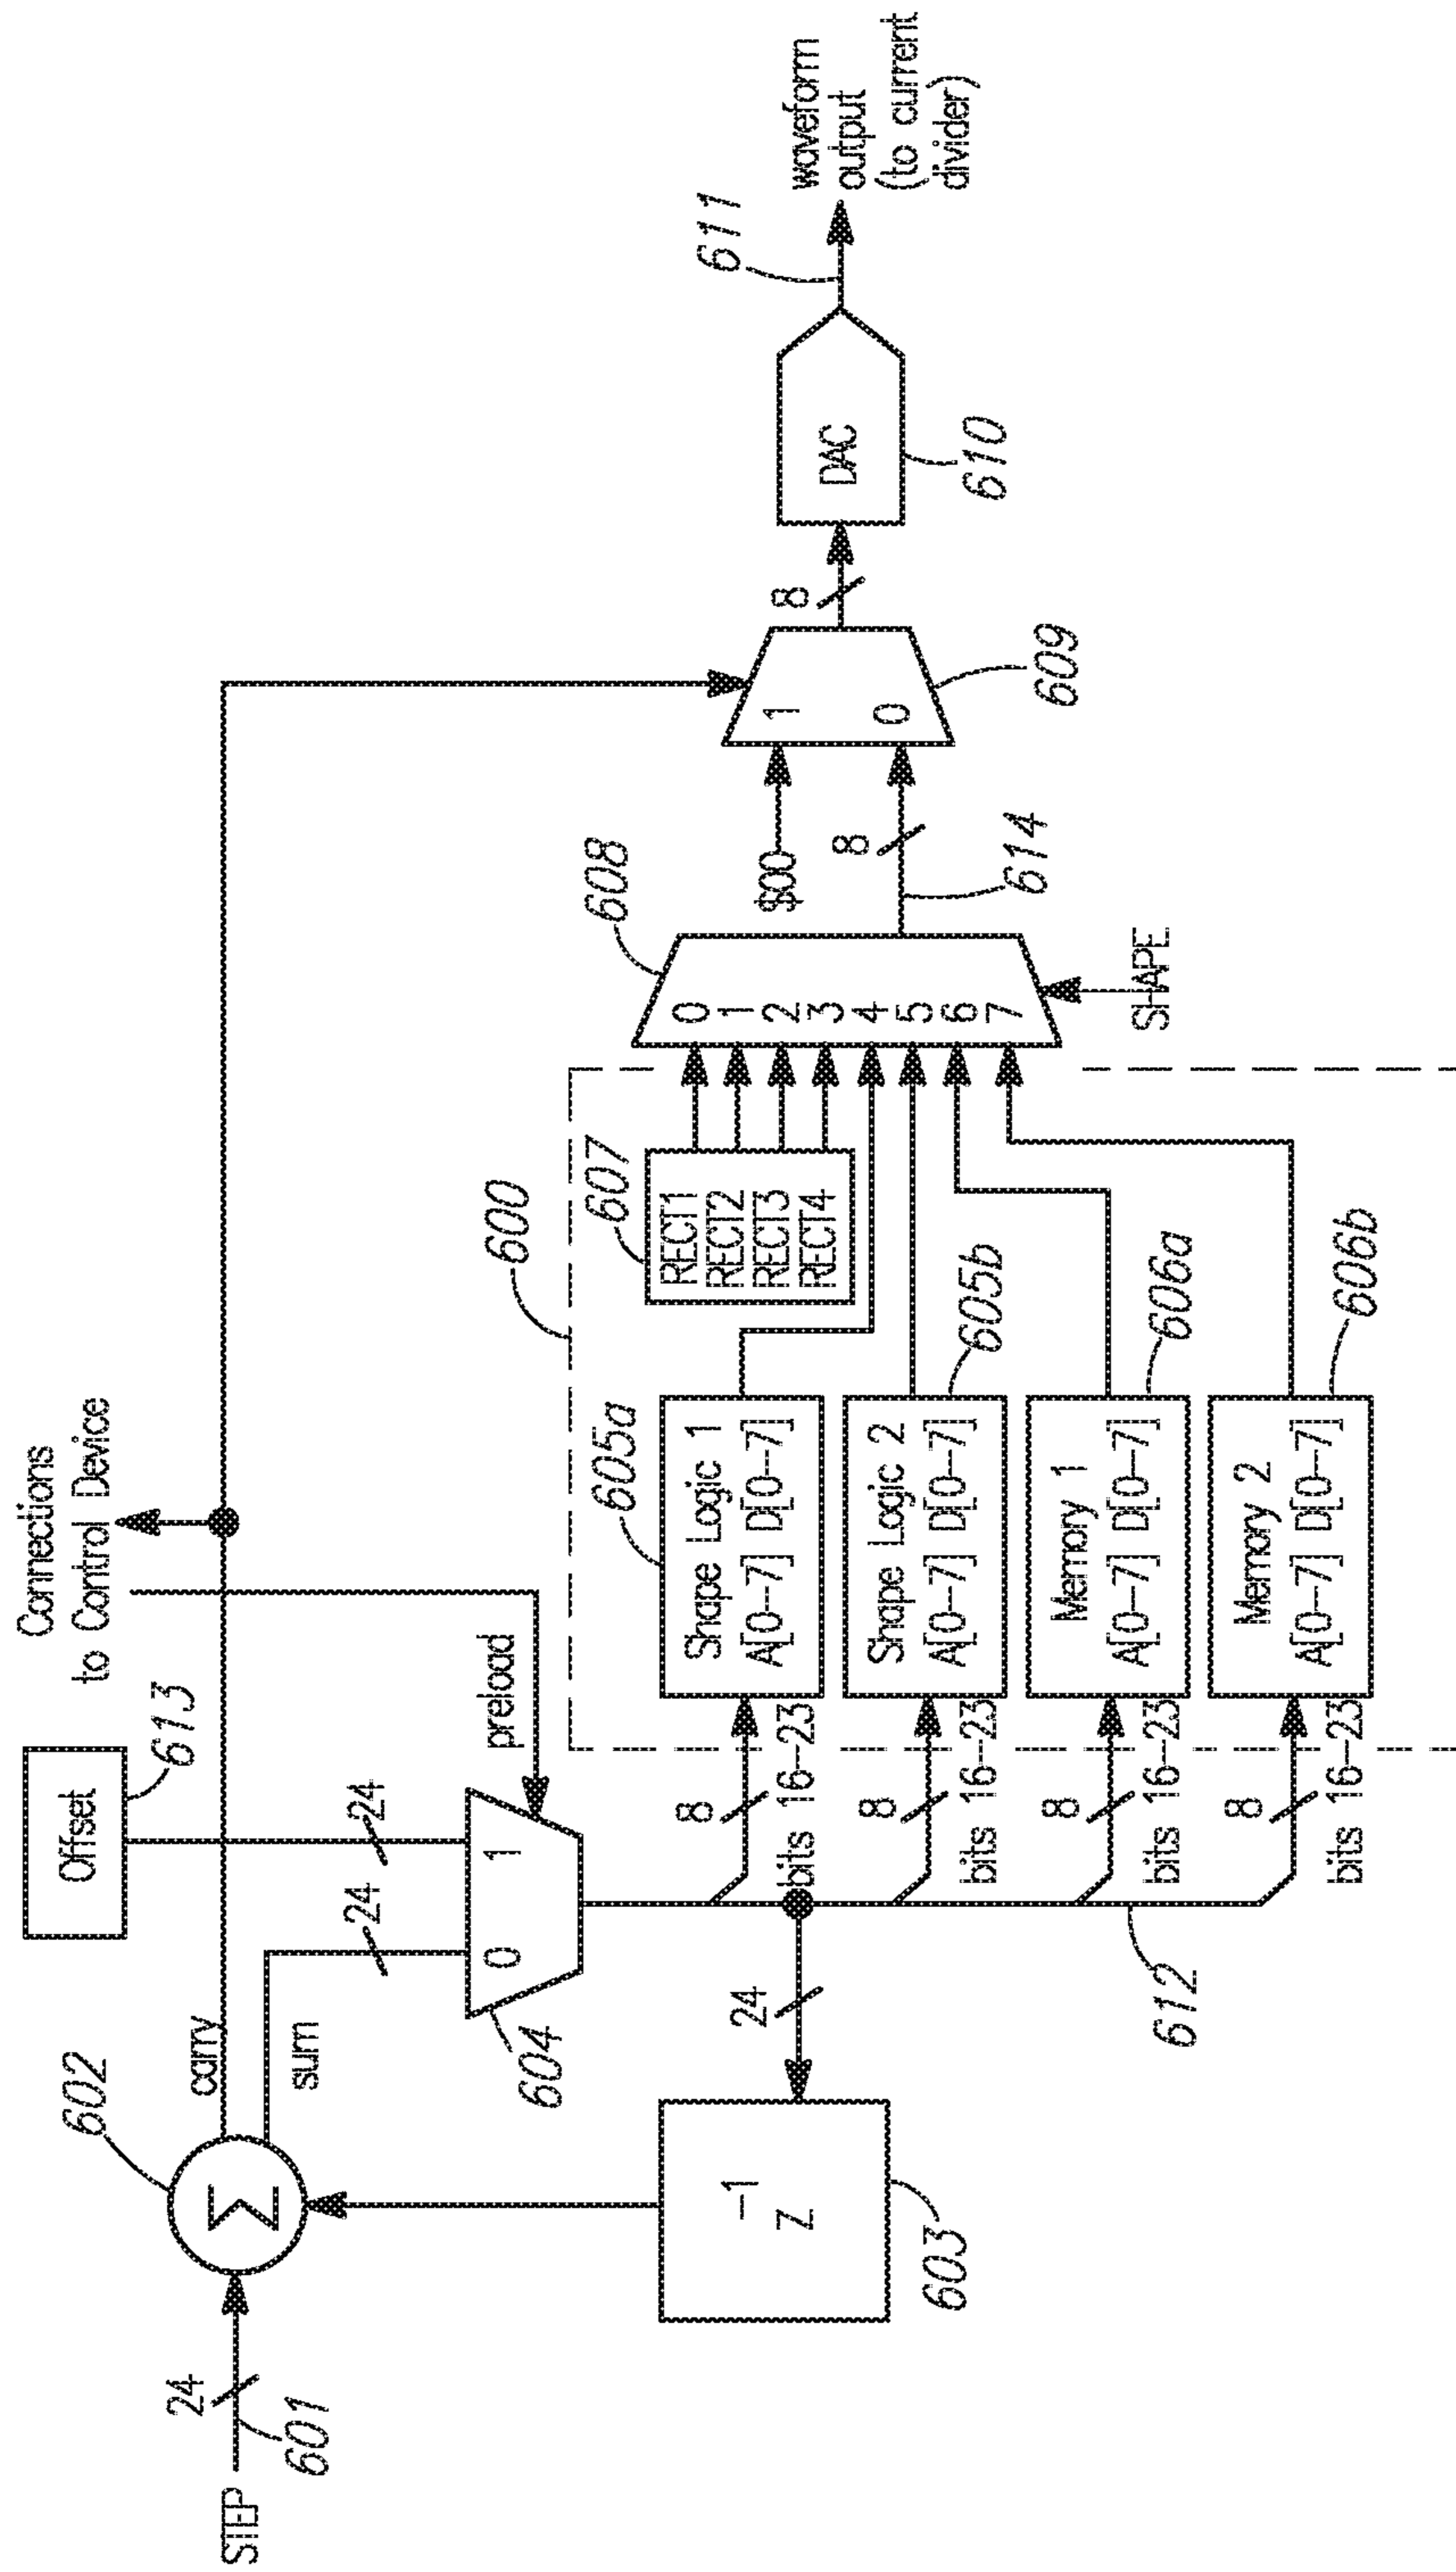 STEP
24
601
602
Σ
carry
sum
24
24
Offset
613
Connections
to Control Device
0 1
604
preload
z -1
603
24
612
8
bits 16-23
8
bits 16-23
8
bits 16-23
8
bits 16-23
600
Shape Logic 1
A[0-7] D[0-7]
605a
Shape Logic 2
A[0-7] D[0-7]
605b
Memory 1
A[0-7] D[0-7]
606a
Memory 2
A[0-7] D[0-7]
606b
607
RECT1
RECT2
RECT3
RECT4
608
0
1
2
3
4
5
6
7
SHAPE
$00
8
614
1
0
609
8
DAC
610
611
waveform
output
(to current
divider)